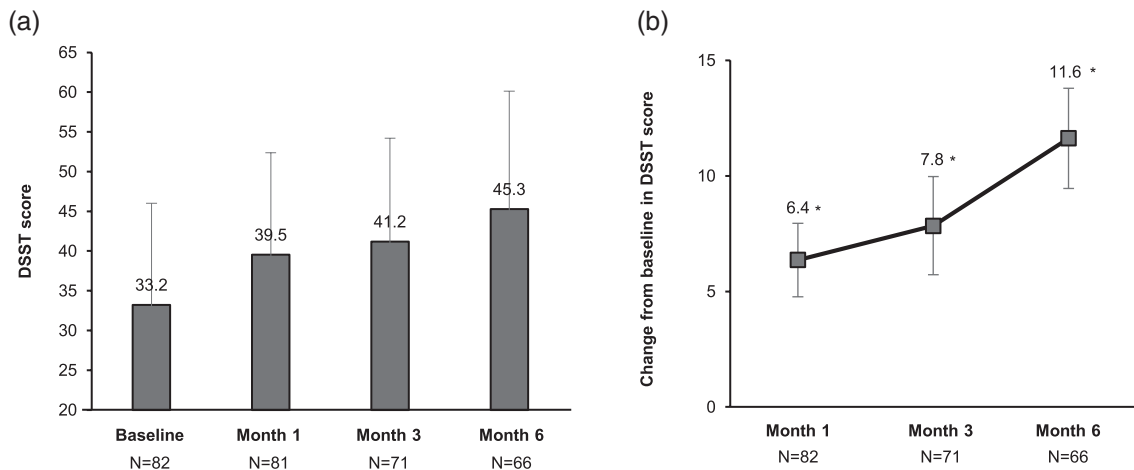 (a)
65
60
55
50
45
40
35
30
25
20
DSST score
33.2
39.5
41.2
45.3
Baseline Month 1 Month 3 Month 6
N=82 N=81 N=71 N=66
(b)
15
10
5
0
Change from baseline in DSST score
6.4 *
7.8 *
11.6 *
Month 1 Month 3 Month 6
N=82 N=71 N=66